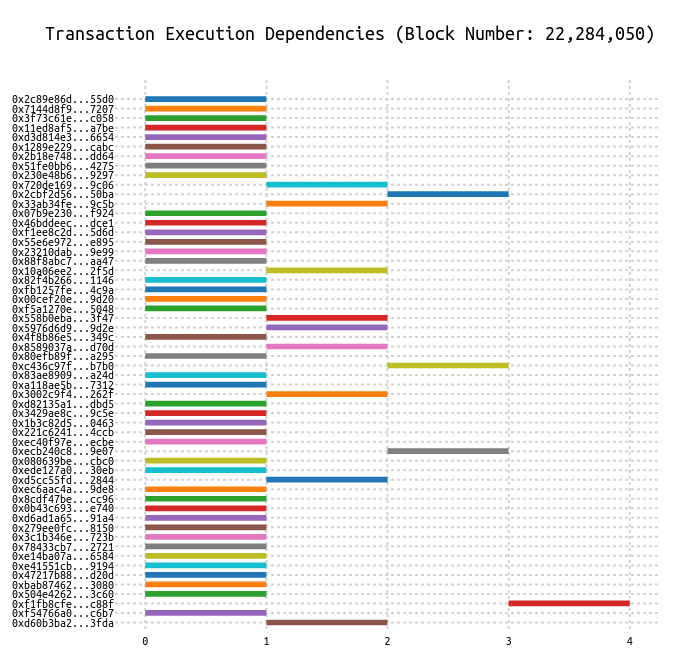 Transaction Execution Dependencies (Block Number: 22,284,050)
0x2c89e86d...55d0
0x7144d8f9...7207
0x3f73c61e...c058
0x11ed8af5...a7be
0xd3d814e3...6654
0x1289e229...cabc
0x2b18e748...dd64
0x51fe0bb6...4275
0x230e48b6...9297
0x720de169...9c06
0x2cbf2d56...50ba
0x33ab34fe...9c5b
0x07b9e230...f924
0x46bddeec...dce1
0xf1ee8c2d...5d6d
0x55e6e972...e895
0x23210dab...9e99
0x88f8abc7...aa47
0x10a06ee2...2f5d
0x82f4b266...1146
0xfb1257fe...4c9a
0x00cef20e...9d20
0xf5a1270e...5048
0x558b0eba...3f47
0x5976d6d9...9d2e
0x4f8b86e5...349c
0x8589037a...d70d
0x80efb89f...a295
0xc436c97f...b7b0
0x83ae8909...a24d
0xa118ae5b...7312
0x3002c9f4...262f
0xd82135a1...dbd5
0x3429ae8c...9c5e
0x1b3c82d5...0463
0x221c6241...4ccb
0xec40f97e...ecbe
0xecb240c8...9e07
0x080639be...cbc0
0xede127a0...30eb
0xd5cc55fd...2844
0xec6aac4a...9de8
0x8cdf47be...cc96
0x0b43c693...e740
0xd6ad1a65...91a4
0x279ee0fc...8150
0x3c1b346e...723b
0x78433cb7...2721
0xe14ba07a...6584
0xe41551cb...9194
0x47217b88...d20d
0xbab87462...3080
0x504e4262...3c60
0xf1fb8cfe...c88f
0xf54766a0...c6b7
0xd60b3ba2...3fda
0 1 2 3 4